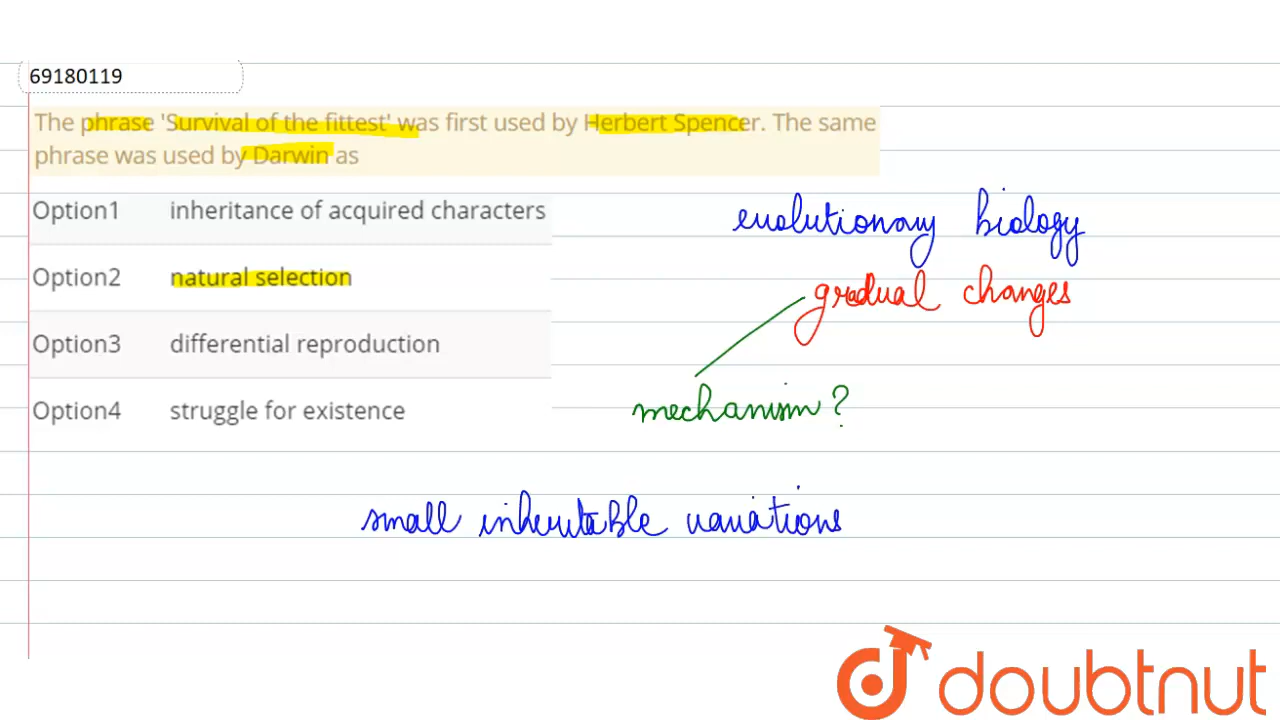 69180119
The phrase 'Survival of the fittest' was first used by Herbert Spencer. The same
phrase was used by Darwin as
Option1 inheritance of acquired characters
Option2 natural selection
Option3 differential reproduction
Option4 struggle for existence
evolutionary biology
gradual changes
mechanism?
small inheritable variations
doubtnut